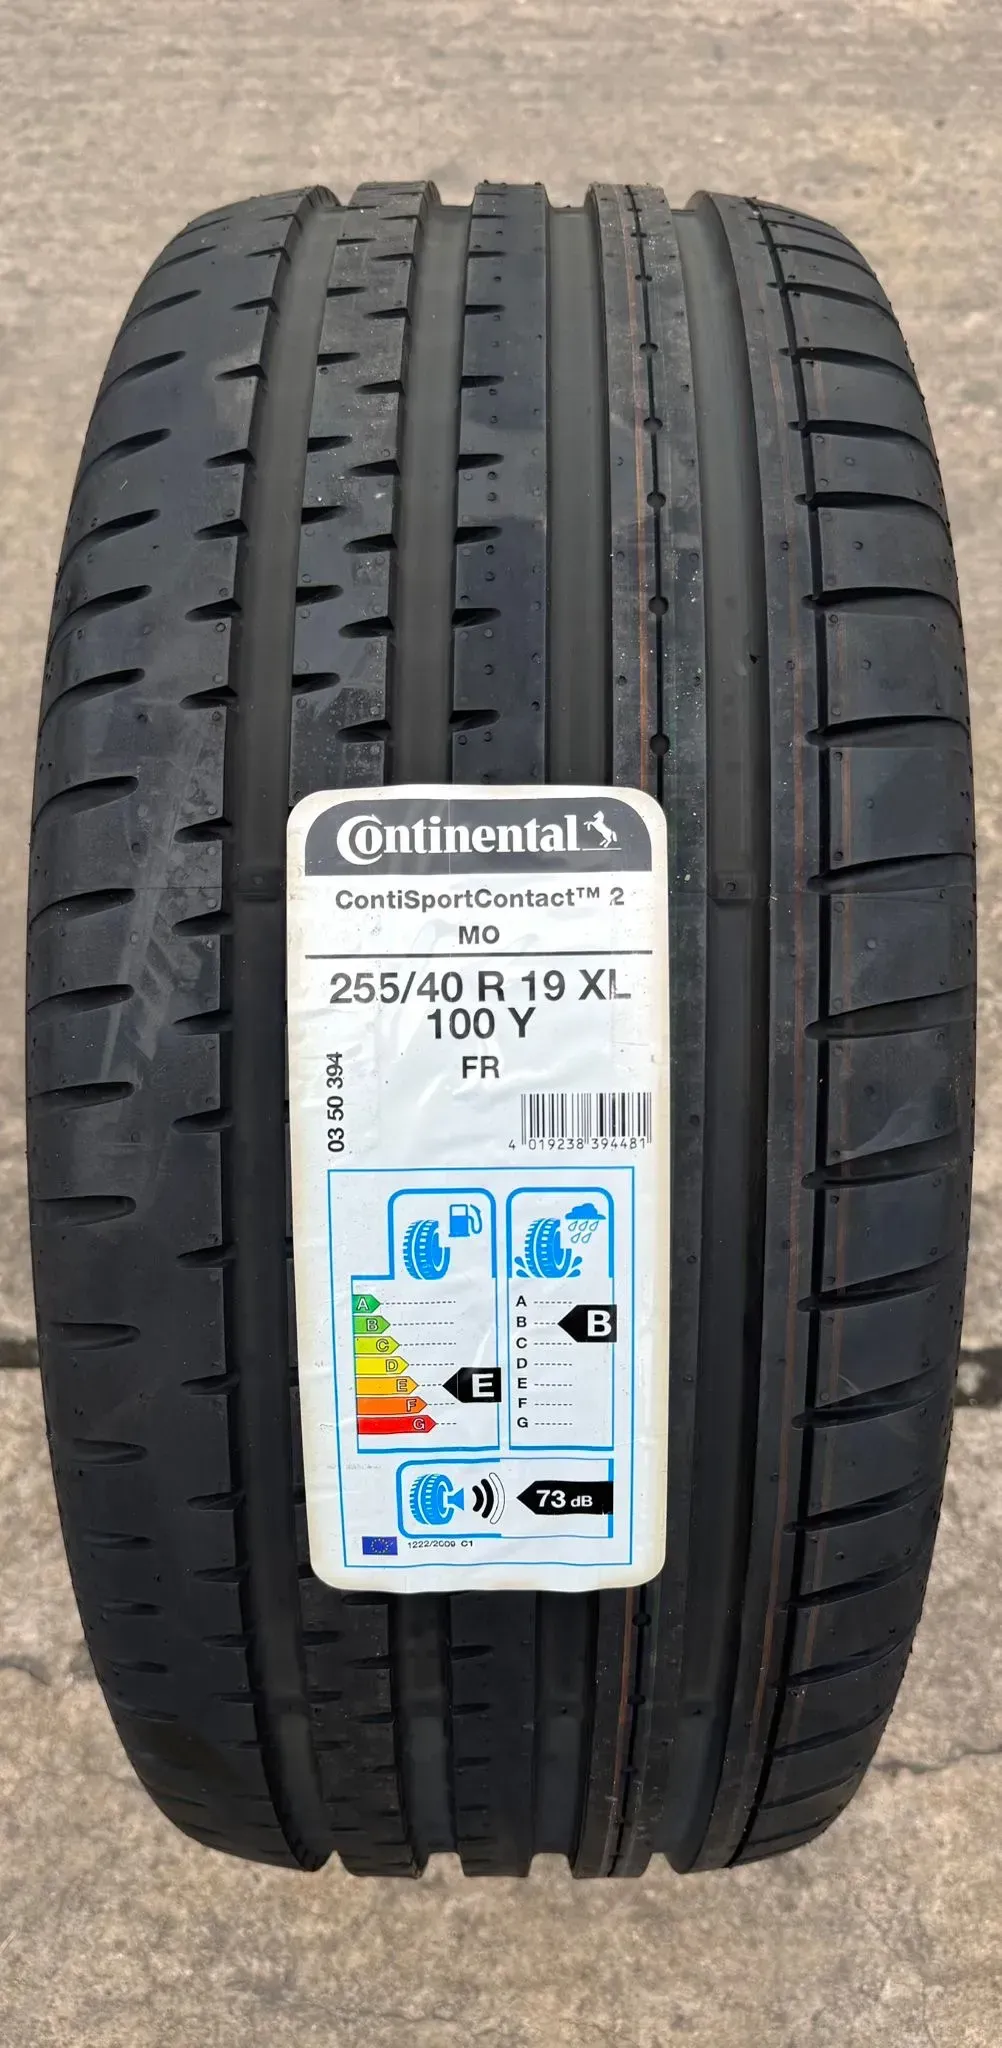 Continental
ContiSportContact™ 2
MO
255/40 R 19 XL
100 Y
FR
03 50 394
4 019238 394481
A
B
C
D
E
F
G
E
A
B
C
D
E
F
G
B
73 dB
1222/2009 C1